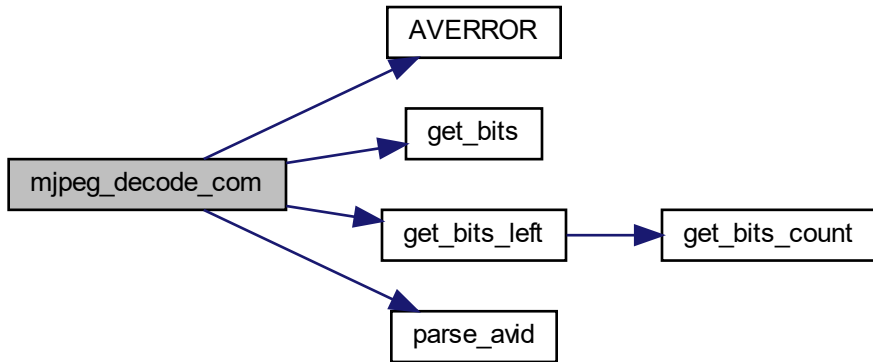 AVERROR
get_bits
mjpeg_decode_com
get_bits_left
get_bits_count
parse_avid